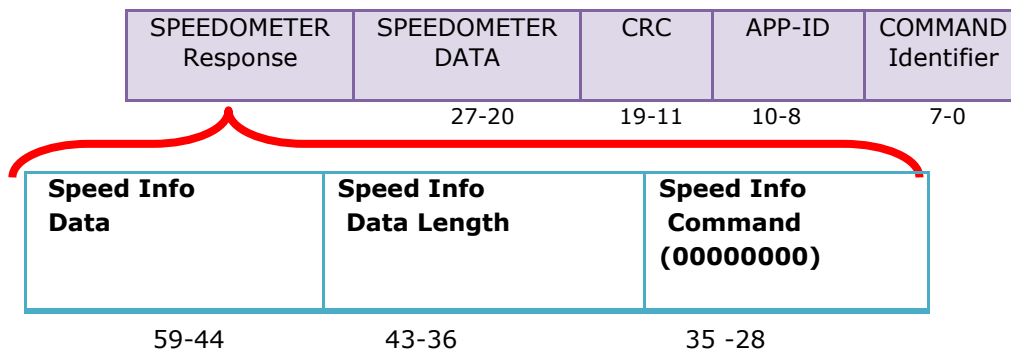 SPEEDOMETER Response
SPEEDOMETER DATA
CRC
APP-ID
COMMAND Identifier
27-20
19-11
10-8
7-0
Speed Info
Data
Speed Info
Data Length
Speed Info
Command
(00000000)
59-44
43-36
35 -28